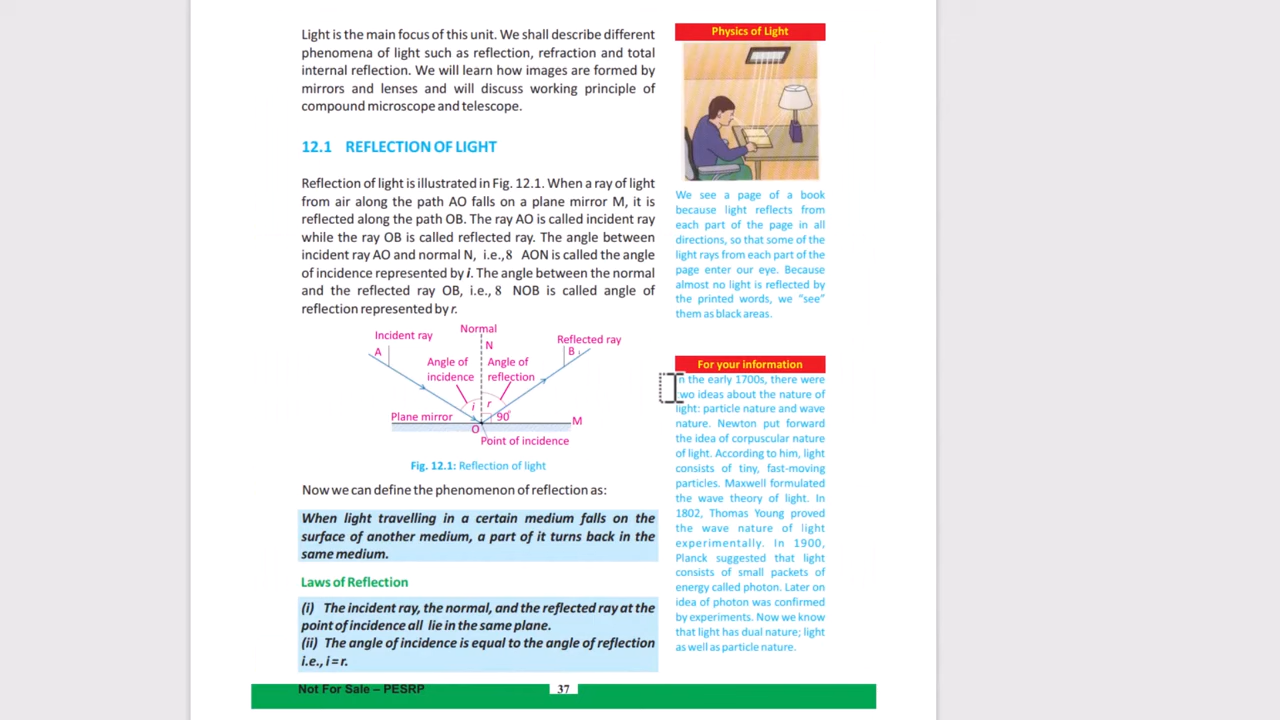 Light is the main focus of this unit. We shall describe different
phenomena of light such as reflection, refraction and total
internal reflection. We will learn how images are formed by
mirrors and lenses and will discuss working principle of
compound microscope and telescope.
12.1 REFLECTION OF LIGHT
Reflection of light is illustrated in Fig. 12.1. When a ray of light
from air along the path AO falls on a plane mirror M, it is
reflected along the path OB. The ray AO is called incident ray
while the ray OB is called reflected ray. The angle between
incident ray AO and normal N, i.e.,8 AON is called the angle
of incidence represented by i. The angle between the normal
and the reflected ray OB, i.e., 8 NOB is called angle of
reflection represented by r.
Normal
Incident ray
Reflected ray
A
N
B
Angle of
incidence
Angle of
reflection
i
r
Plane mirror
90°
M
O
Point of incidence
Fig. 12.1: Reflection of light
Now we can define the phenomenon of reflection as:
When light travelling in a certain medium falls on the
surface of another medium, a part of it turns back in the
same medium.
Laws of Reflection
(i) The incident ray, the normal, and the reflected ray at the
point of incidence all lie in the same plane.
(ii) The angle of incidence is equal to the angle of reflection
i.e., i = r.
Physics of Light
We see a page of a book
because light reflects from
each part of the page in all
directions, so that some of the
light rays from each part of the
page enter our eye. Because
almost no light is reflected by
the printed words, we “see”
them as black areas.
For your information
n the early 1700s, there were
two ideas about the nature of
light: particle nature and wave
nature. Newton put forward
the idea of corpuscular nature
of light. According to him, light
consists of tiny, fast-moving
particles. Maxwell formulated
the wave theory of light. In
1802, Thomas Young proved
the wave nature of light
experimentally. In 1900,
Planck suggested that light
consists of small packets of
energy called photon. Later on
idea of photon was confirmed
by experiments. Now we know
that light has dual nature; light
as well as particle nature.
Not For Sale – PESRP
37